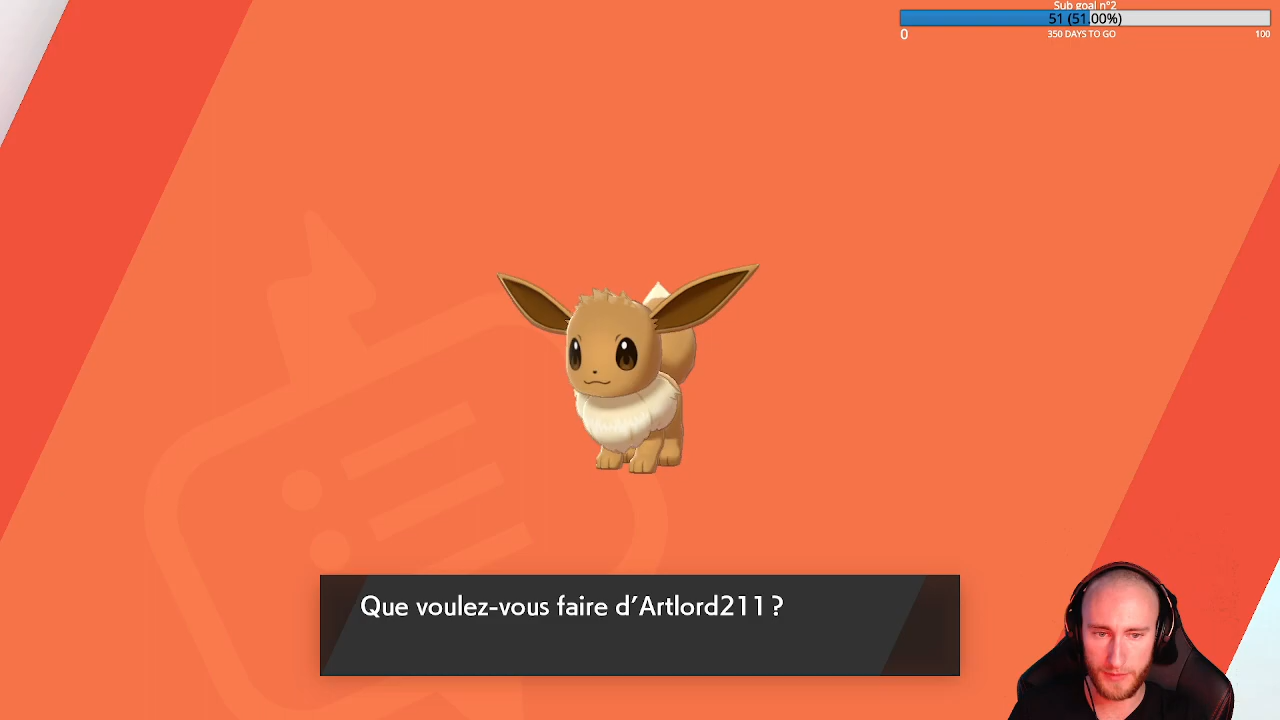 Sub goal n°2
51 (51.00%)
0
350 DAYS TO GO
100
Que voulez-vous faire d'Artlord211 ?